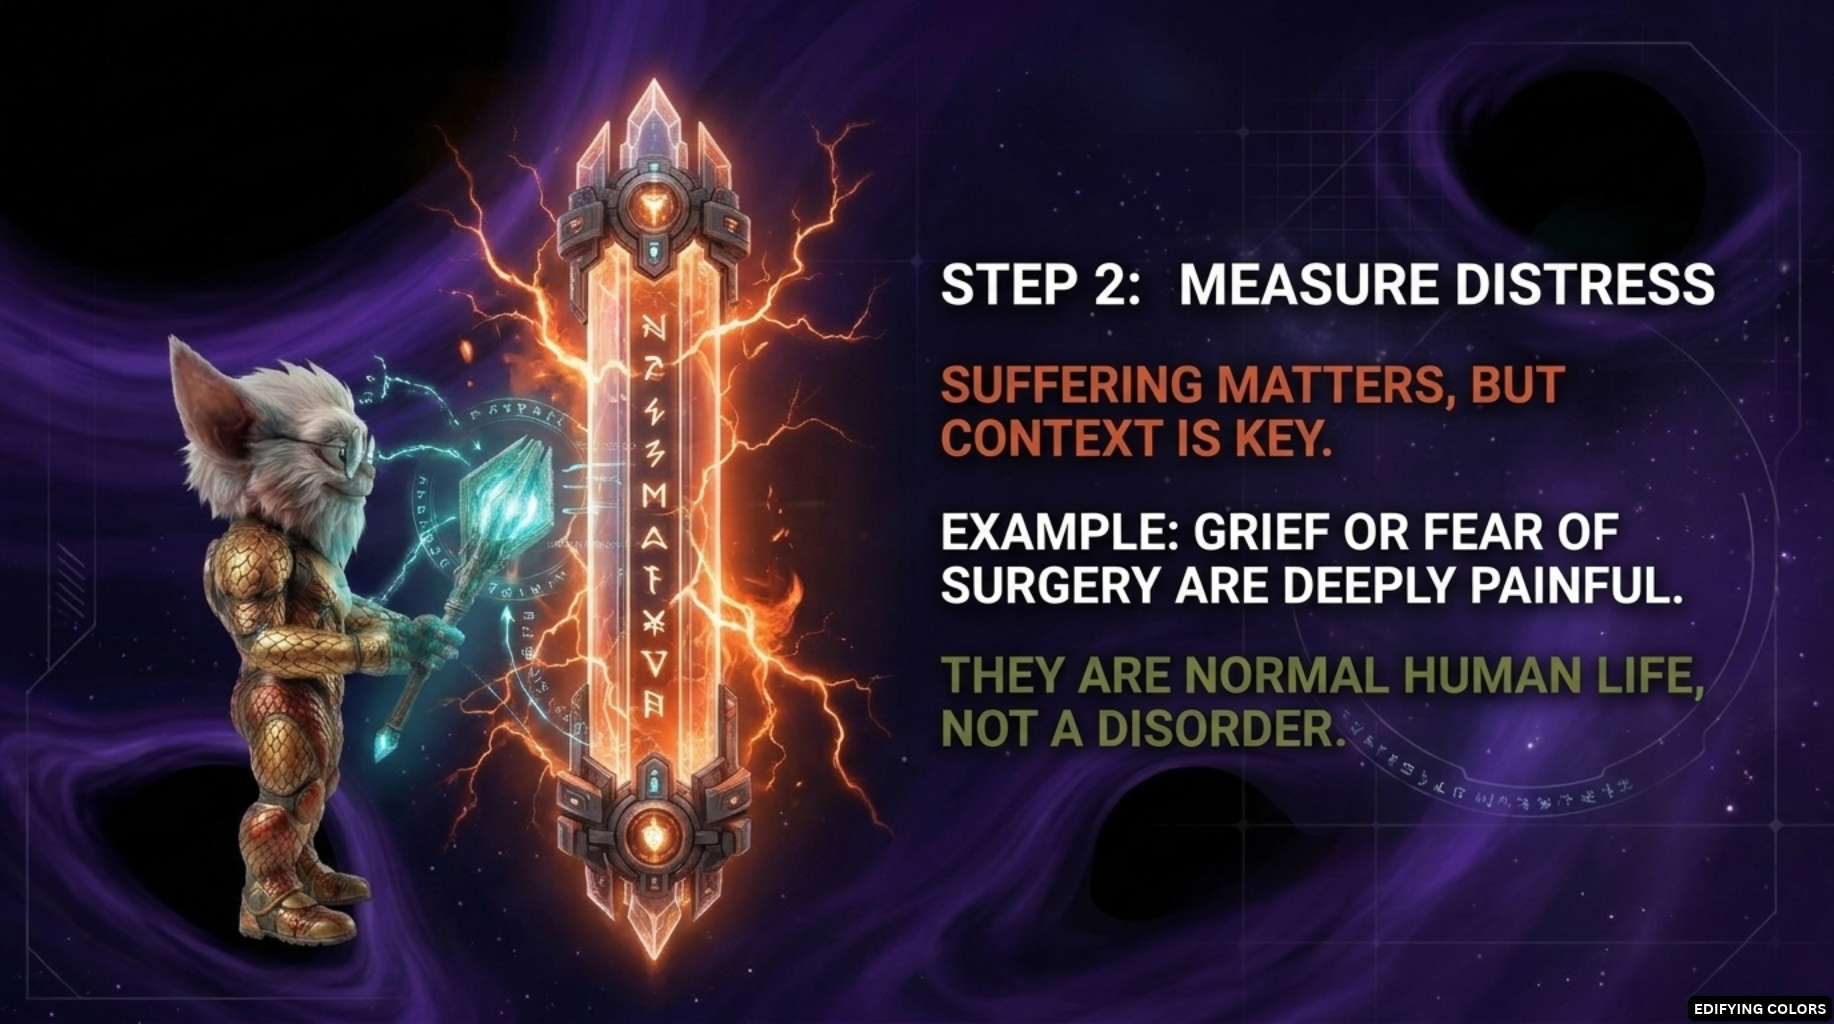 STEP 2: MEASURE DISTRESS
SUFFERING MATTERS, BUT
CONTEXT IS KEY.
EXAMPLE: GRIEF OR FEAR OF
SURGERY ARE DEEPLY PAINFUL.
THEY ARE NORMAL HUMAN LIFE,
NOT A DISORDER.
EDIFYING COLORS